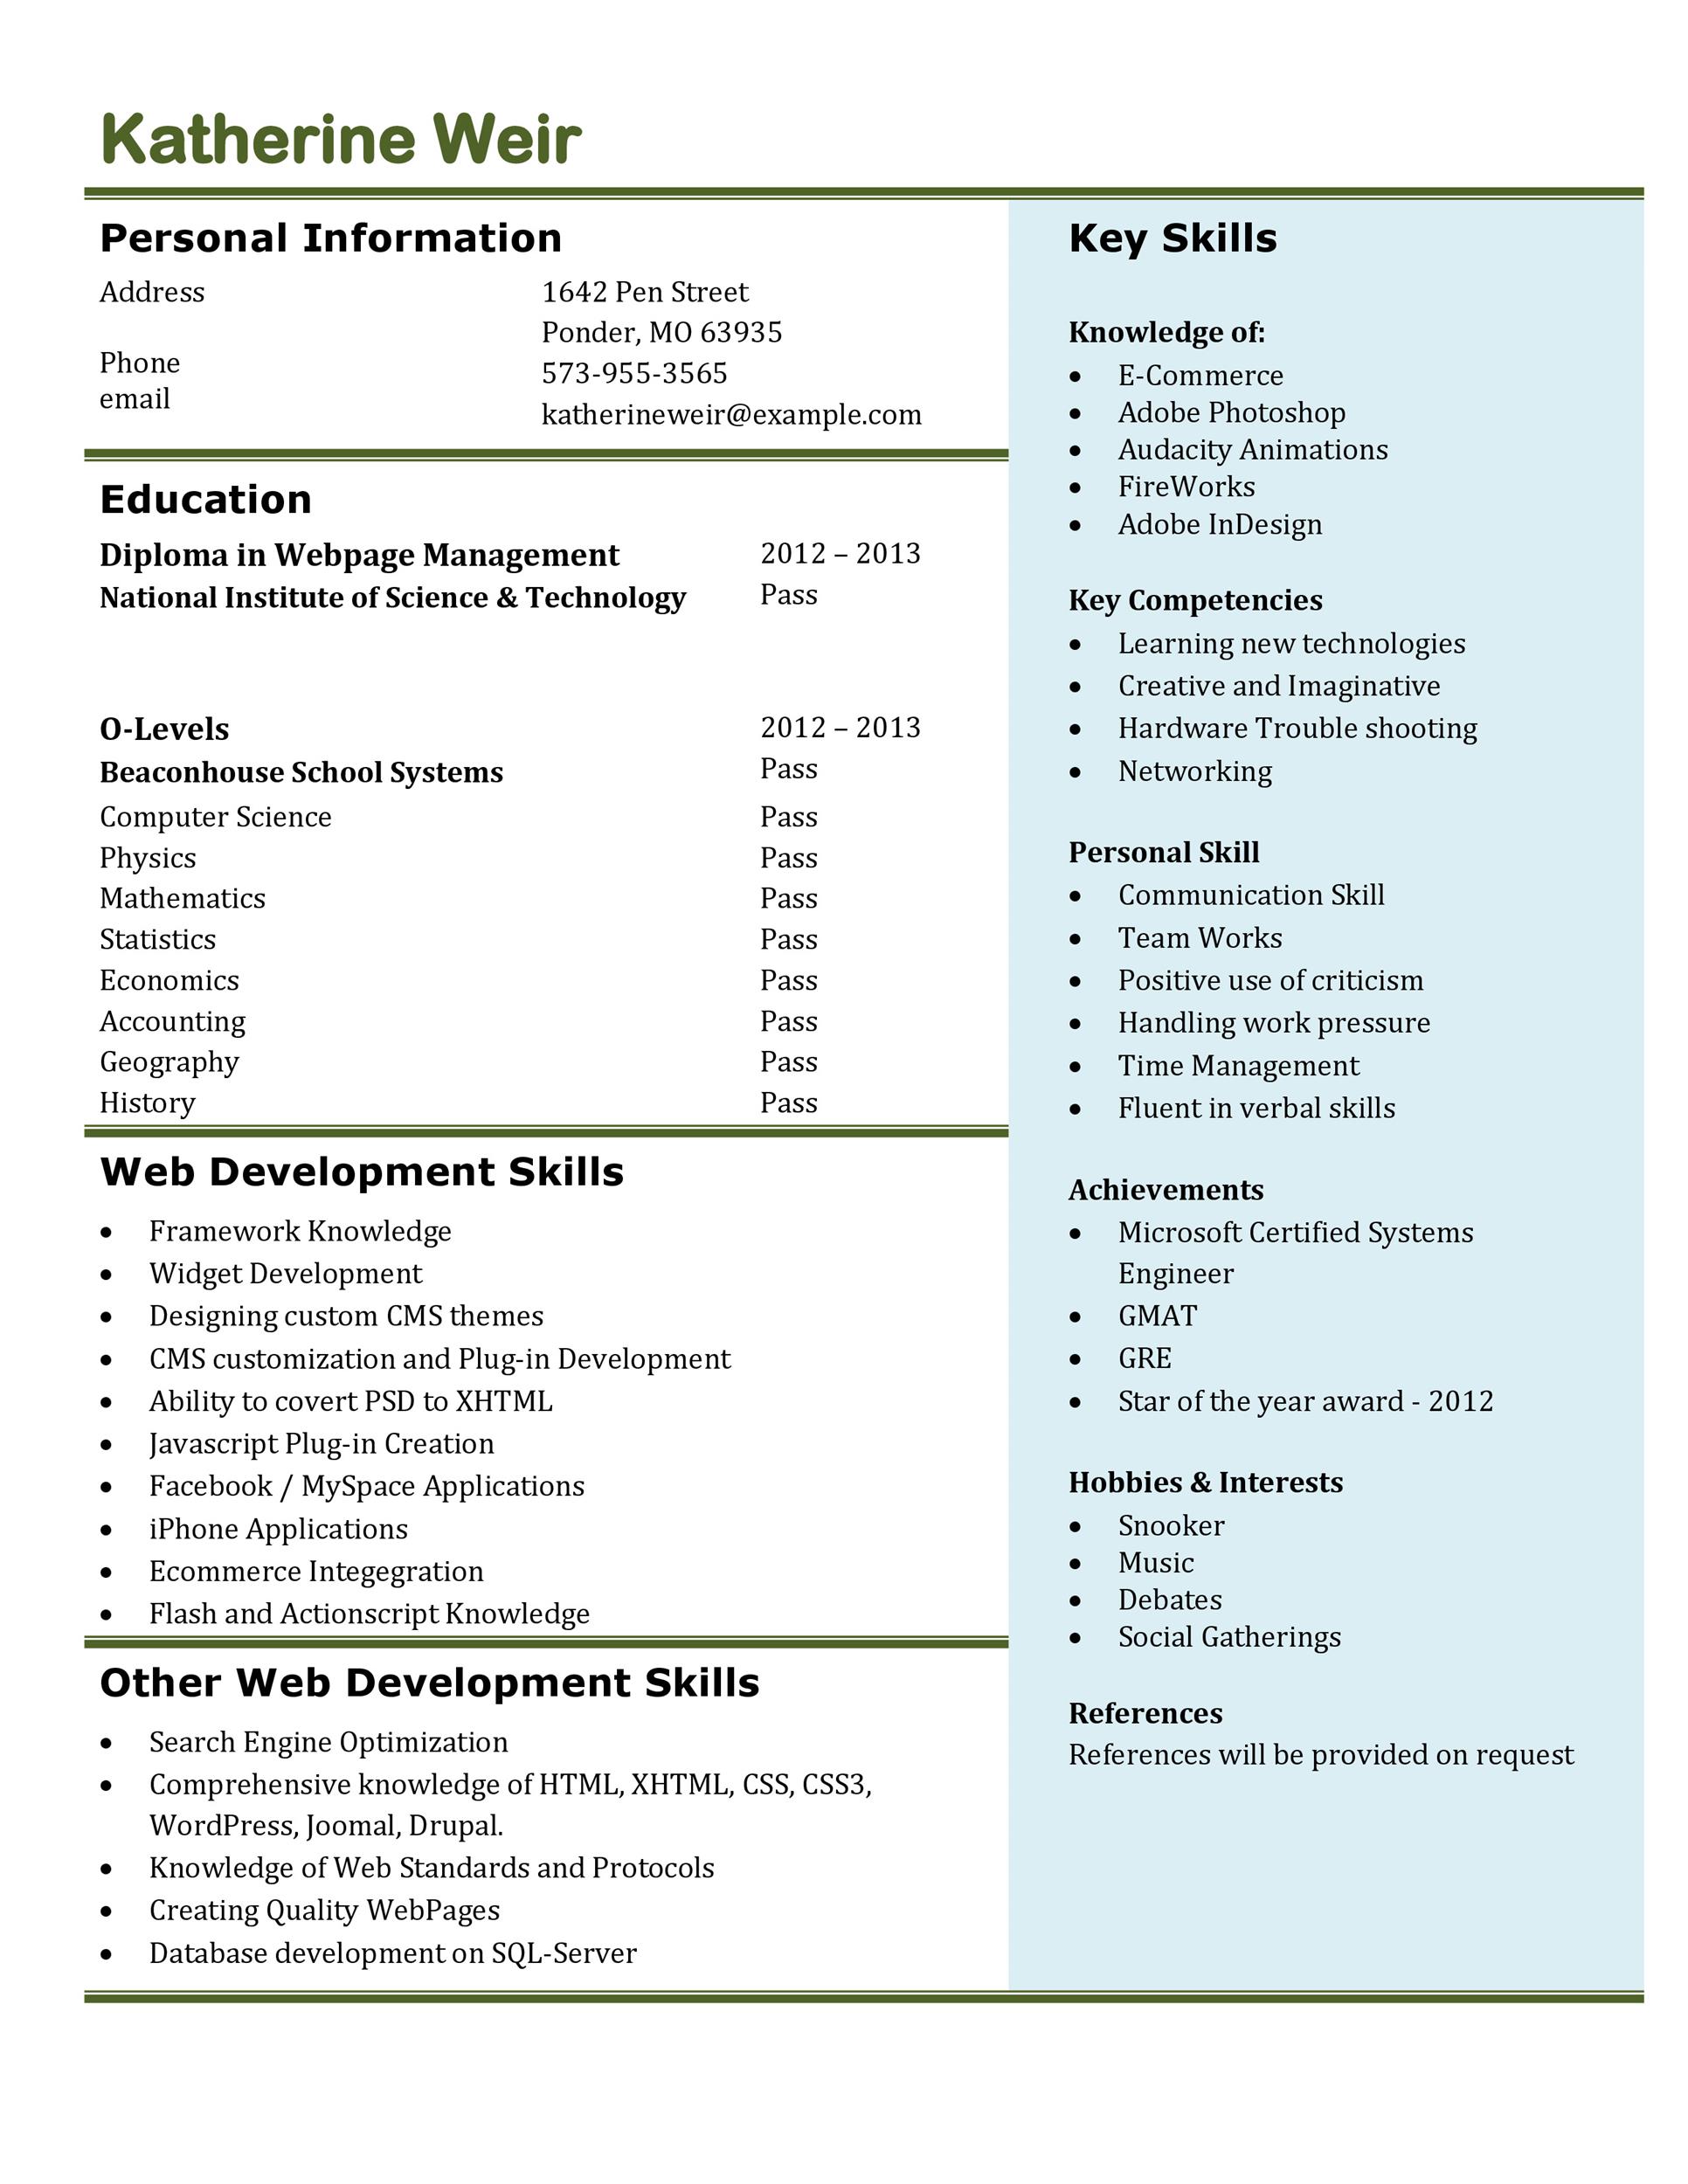 Katherine Weir
Personal Information
Address
1642 Pen Street
Ponder, MO 63935
Phone
573-955-3565
email
katherineweir@example.com
Education
Diploma in Webpage Management 2012 – 2013
National Institute of Science & Technology Pass
O-Levels 2012 – 2013
Beaconhouse School Systems Pass
Computer Science Pass
Physics Pass
Mathematics Pass
Statistics Pass
Economics Pass
Accounting Pass
Geography Pass
History Pass
Web Development Skills
• Framework Knowledge
• Widget Development
• Designing custom CMS themes
• CMS customization and Plug-in Development
• Ability to covert PSD to XHTML
• Javascript Plug-in Creation
• Facebook / MySpace Applications
• iPhone Applications
• Ecommerce Integegration
• Flash and Actionscript Knowledge
Other Web Development Skills
• Search Engine Optimization
• Comprehensive knowledge of HTML, XHTML, CSS, CSS3,
WordPress, Joomal, Drupal.
• Knowledge of Web Standards and Protocols
• Creating Quality WebPages
• Database development on SQL-Server
Key Skills
Knowledge of:
• E-Commerce
• Adobe Photoshop
• Audacity Animations
• FireWorks
• Adobe InDesign
Key Competencies
• Learning new technologies
• Creative and Imaginative
• Hardware Trouble shooting
• Networking
Personal Skill
• Communication Skill
• Team Works
• Positive use of criticism
• Handling work pressure
• Time Management
• Fluent in verbal skills
Achievements
• Microsoft Certified Systems
Engineer
• GMAT
• GRE
• Star of the year award - 2012
Hobbies & Interests
• Snooker
• Music
• Debates
• Social Gatherings
References
References will be provided on request